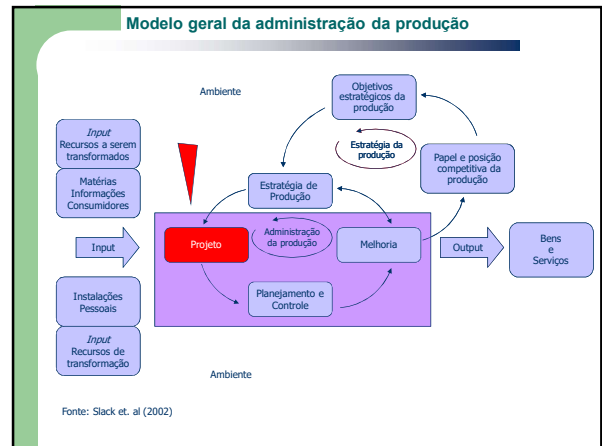 Modelo geral da administração da produção
Ambiente
Objetivos
estratégicos da
produção
Input
Recursos a serem
transformados
Estratégia da
produção
Papel e posição
competitiva da
produção
Matérias
Informações
Consumidores
Estratégia de
Produção
Input
Projeto
Administração
da produção
Melhoria
Output
Bens
e
Serviços
Instalações
Pessoais
Planejamento e
Controle
Input
Recursos de
transformação
Ambiente
Fonte: Slack et. al (2002)